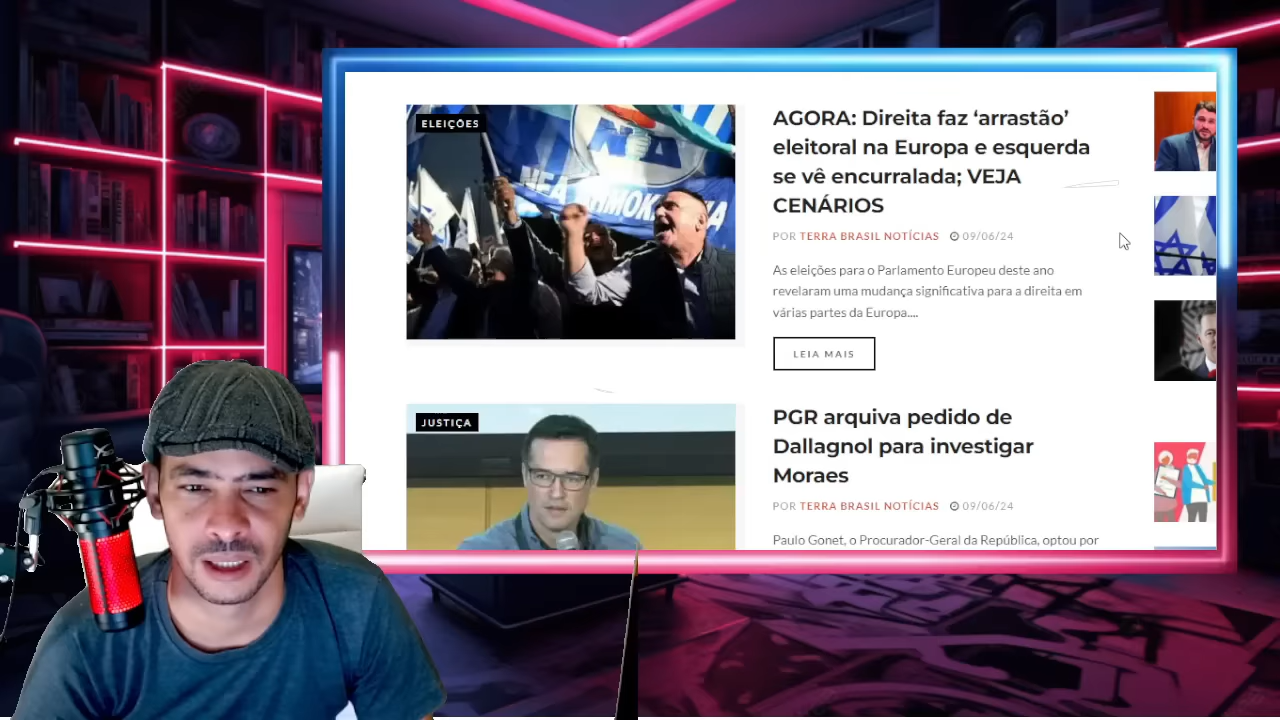 ELEIÇÕES
AGORA: Direita faz ‘arrastão’
eleitoral na Europa e esquerda
se vê encurralada; VEJA
CENÁRIOS
POR TERRA BRASIL NOTÍCIAS 09/06/24
As eleições para o Parlamento Europeu deste ano
revelaram uma mudança significativa para a direita em
várias partes da Europa....
LEIA MAIS
JUSTIÇA
PGR arquiva pedido de
Dallagnol para investigar
Moraes
POR TERRA BRASIL NOTÍCIAS 09/06/24
Paulo Gonet, o Procurador-Geral da República, optou por